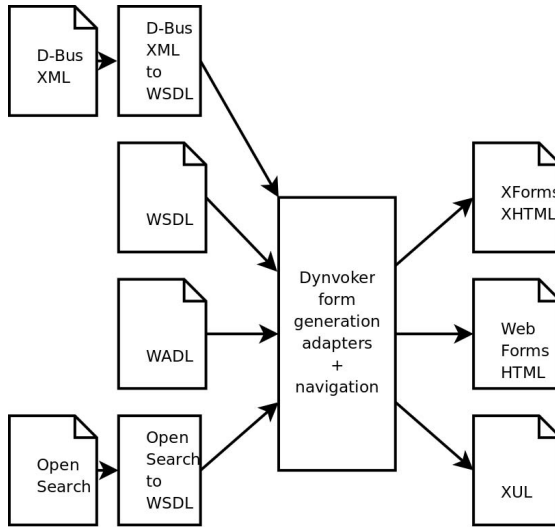 D-Bus
XML
D-Bus
XML
to
WSDL
WSDL
WADL
Open
Search
Open
Search
to
WSDL
Dynvoker
form
generation
adapters
+
navigation
XForms
XHTML
Web
Forms
HTML
XUL